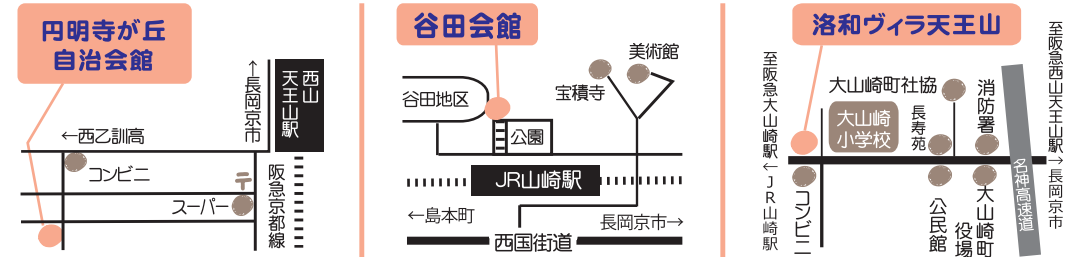 円明寺が丘
自治会館
←長岡京市
西山
天王山駅
←西乙訓高
コンビニ
〒
スーパー
阪急京都線
谷田会館
美術館
宝積寺
谷田地区
公園
JR山崎駅
←島本町
長岡京市→
西国街道
洛和ヴィラ天王山
至阪急大山崎駅←JR山崎駅
大山崎町社協
大山崎
小学校
長寿苑
消防署
至阪急西山天王山駅→長岡京市
名神高速道
コンビニ
公民館
大山崎町
役場